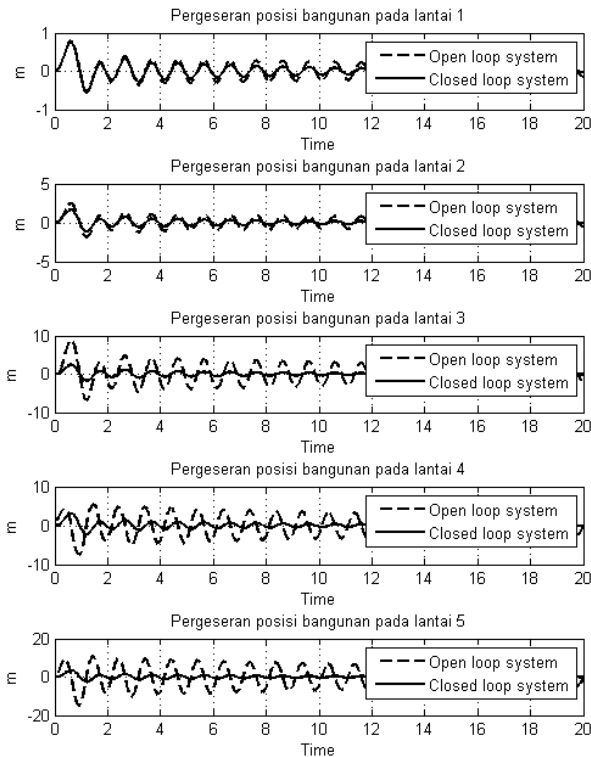 Pergeseran posisi bangunan pada lantai 1
1
0
-1
m
Open loop system
Closed loop system
0 2 4 6 8 10 12 14 16 18 20
Time
Pergeseran posisi bangunan pada lantai 2
5
0
-5
m
Open loop system
Closed loop system
0 2 4 6 8 10 12 14 16 18 20
Time
Pergeseran posisi bangunan pada lantai 3
10
0
-10
m
Open loop system
Closed loop system
0 2 4 6 8 10 12 14 16 18 20
Time
Pergeseran posisi bangunan pada lantai 4
10
0
-10
m
Open loop system
Closed loop system
0 2 4 6 8 10 12 14 16 18 20
Time
Pergeseran posisi bangunan pada lantai 5
20
0
-20
m
Open loop system
Closed loop system
0 2 4 6 8 10 12 14 16 18 20
Time